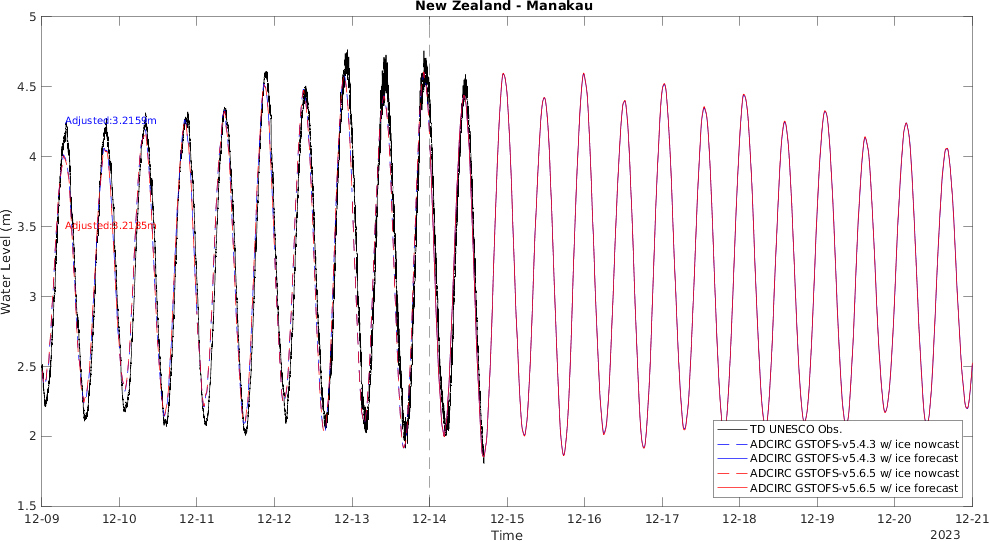 New Zealand - Manakau
Water Level (m)
5
4.5
4
3.5
3
2.5
2
1.5
Adjusted:3.2159m
Adjusted:3.2185m
TD UNESCO Obs.
ADCIRC GSTOFS-v5.4.3 w/ ice nowcast
ADCIRC GSTOFS-v5.4.3 w/ ice forecast
ADCIRC GSTOFS-v5.6.5 w/ ice nowcast
ADCIRC GSTOFS-v5.6.5 w/ ice forecast
12-09 12-10 12-11 12-12 12-13 12-14 12-15 12-16 12-17 12-18 12-19 12-20 12-21
Time
2023